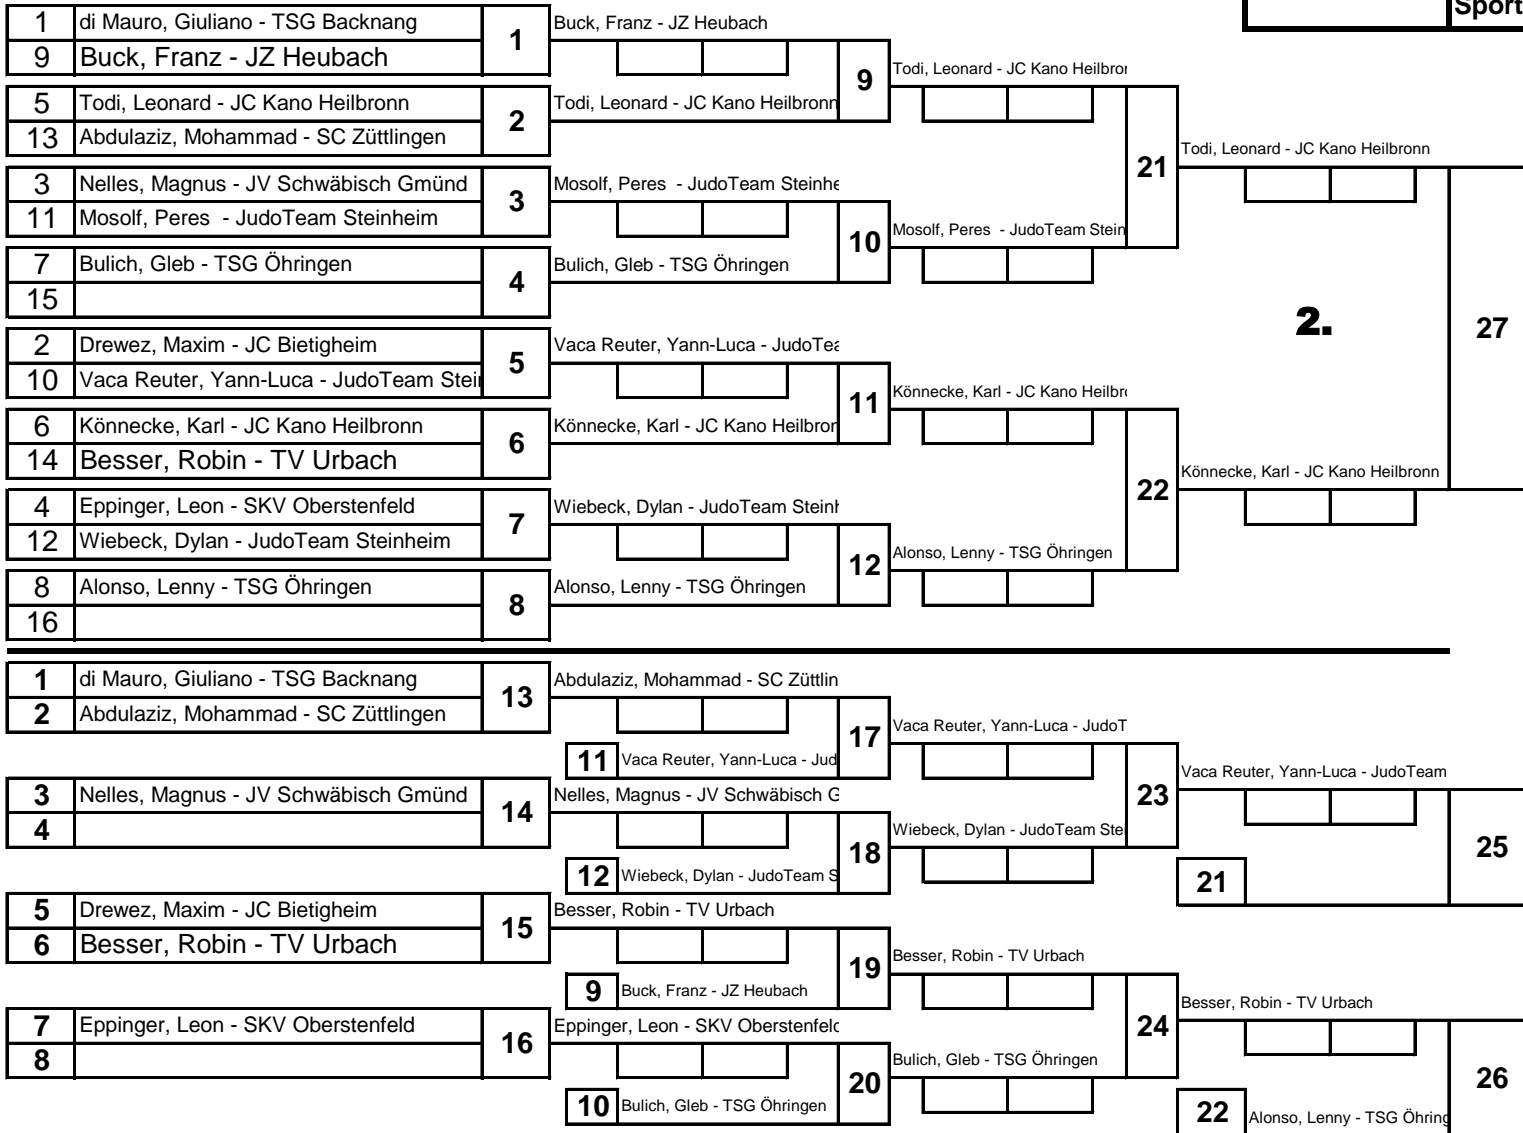 Sport
1 di Mauro, Giuliano - TSG Backnang
9 Buck, Franz - JZ Heubach
1
5 Todi, Leonard - JC Kano Heilbronn
13 Abdulaziz, Mohammad - SC Züttlingen
2
3 Nelles, Magnus - JV Schwäbisch Gmünd
11 Mosolf, Peres - JudoTeam Steinheim
3
7 Bulich, Gleb - TSG Öhringen
15
4
2 Drewez, Maxim - JC Bietigheim
10 Vaca Reuter, Yann-Luca - JudoTeam Stei
5
6 Könnecke, Karl - JC Kano Heilbronn
14 Besser, Robin - TV Urbach
6
4 Eppinger, Leon - SKV Oberstenfeld
12 Wiebeck, Dylan - JudoTeam Steinheim
7
8 Alonso, Lenny - TSG Öhringen
16
8
Buck, Franz - JZ Heubach
9
Todi, Leonard - JC Kano Heilbronn
Mosolf, Peres - JudoTeam Steinhe
10
Bulich, Gleb - TSG Öhringen
Vaca Reuter, Yann-Luca - JudoTea
11
Könnecke, Karl - JC Kano Heilbron
Wiebeck, Dylan - JudoTeam Steinh
12
Alonso, Lenny - TSG Öhringen
Todi, Leonard - JC Kano Heilbron
21
Mosolf, Peres - JudoTeam Stein
Könnecke, Karl - JC Kano Heilbro
22
Alonso, Lenny - TSG Öhringen
Todi, Leonard - JC Kano Heilbronn
2.
27
Könnecke, Karl - JC Kano Heilbronn
1 di Mauro, Giuliano - TSG Backnang
2 Abdulaziz, Mohammad - SC Züttlingen
13
3 Nelles, Magnus - JV Schwäbisch Gmünd
4
14
5 Drewez, Maxim - JC Bietigheim
6 Besser, Robin - TV Urbach
15
7 Eppinger, Leon - SKV Oberstenfeld
8
16
Abdulaziz, Mohammad - SC Züttlin
17
11 Vaca Reuter, Yann-Luca - Jud
Nelles, Magnus - JV Schwäbisch G
18
12 Wiebeck, Dylan - JudoTeam S
Besser, Robin - TV Urbach
19
9 Buck, Franz - JZ Heubach
Eppinger, Leon - SKV Oberstenfeld
20
10 Bulich, Gleb - TSG Öhringen
Vaca Reuter, Yann-Luca - JudoT
23
Wiebeck, Dylan - JudoTeam Stei
Besser, Robin - TV Urbach
24
Bulich, Gleb - TSG Öhringen
Vaca Reuter, Yann-Luca - JudoTeam
25
21
Besser, Robin - TV Urbach
26
22 Alonso, Lenny - TSG Öhring